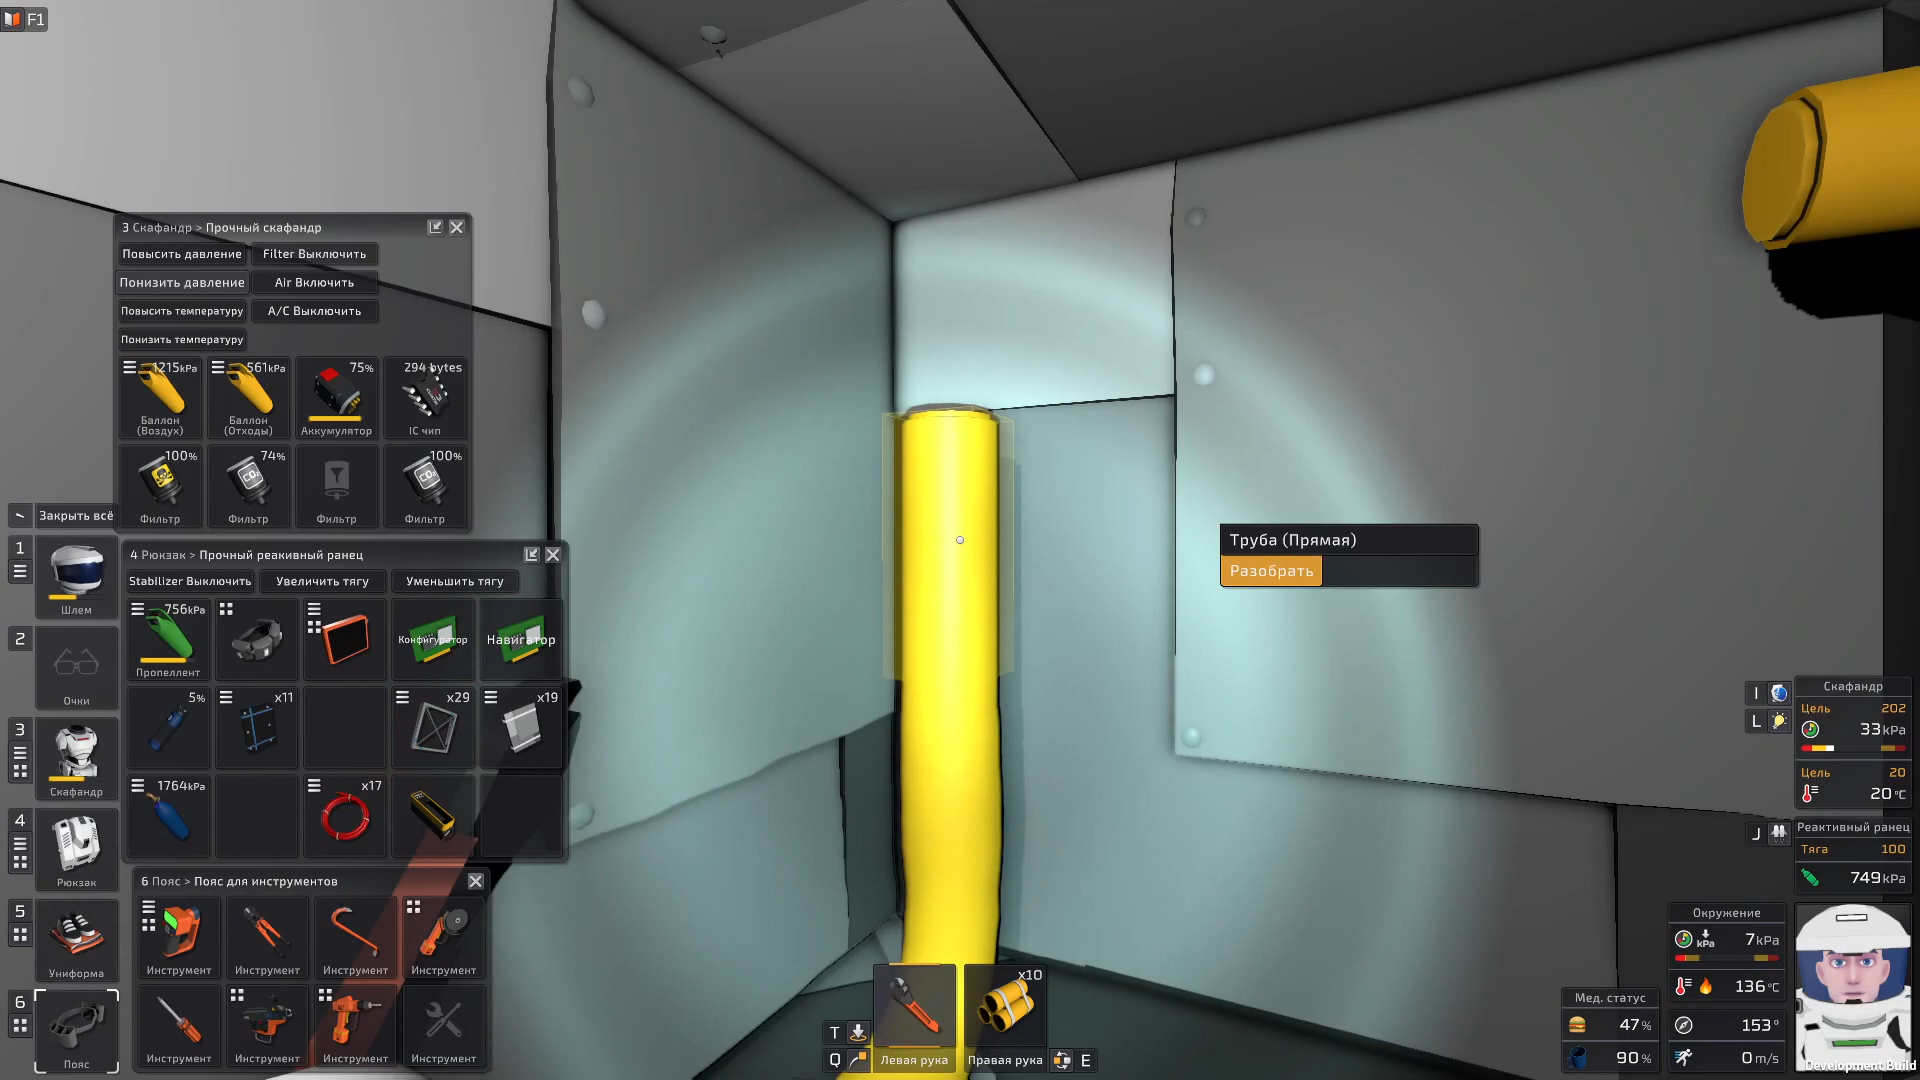 F1
3 Скафандр > Прочный скафандр
Повысить давление
Filter Выключить
Понизить давление
Air Включить
Повысить температуру
A/C Выключить
Понизить температуру
1215kPa
561kPa
75%
294 bytes
Баллон (Воздух)
Баллон (Отходы)
Аккумулятор
IC чип
100%
74%
100%
Фильтр
Фильтр
Фильтр
Фильтр
Закрыть всё
1
Шлем
2
Очки
3
Скафандр
4
Рюкзак
5
Униформа
6
Пояс
4 Рюкзак > Прочный реакивный ранец
Stabilizer Выключить
Увеличить тягу
Уменьшить тягу
756kPa
Пропеллент
Конфигуратор
Навигатор
5%
x11
x29
x19
1764kPa
x17
6 Пояс > Пояс для инструментов
Инструмент
Инструмент
Инструмент
Инструмент
Инструмент
Инструмент
Инструмент
Инструмент
Труба (Прямая)
Разобрать
T
Q
Левая рука
x10
Правая рука
E
I
L
Скафандр
Цель 202
33kPa
Цель 20
20°C
J
Реактивный ранец
Тяга 100
749kPa
Окружение
kPa
7kPa
136°C
153°
0m/s
Мед. статус
47%
90%
Development Build